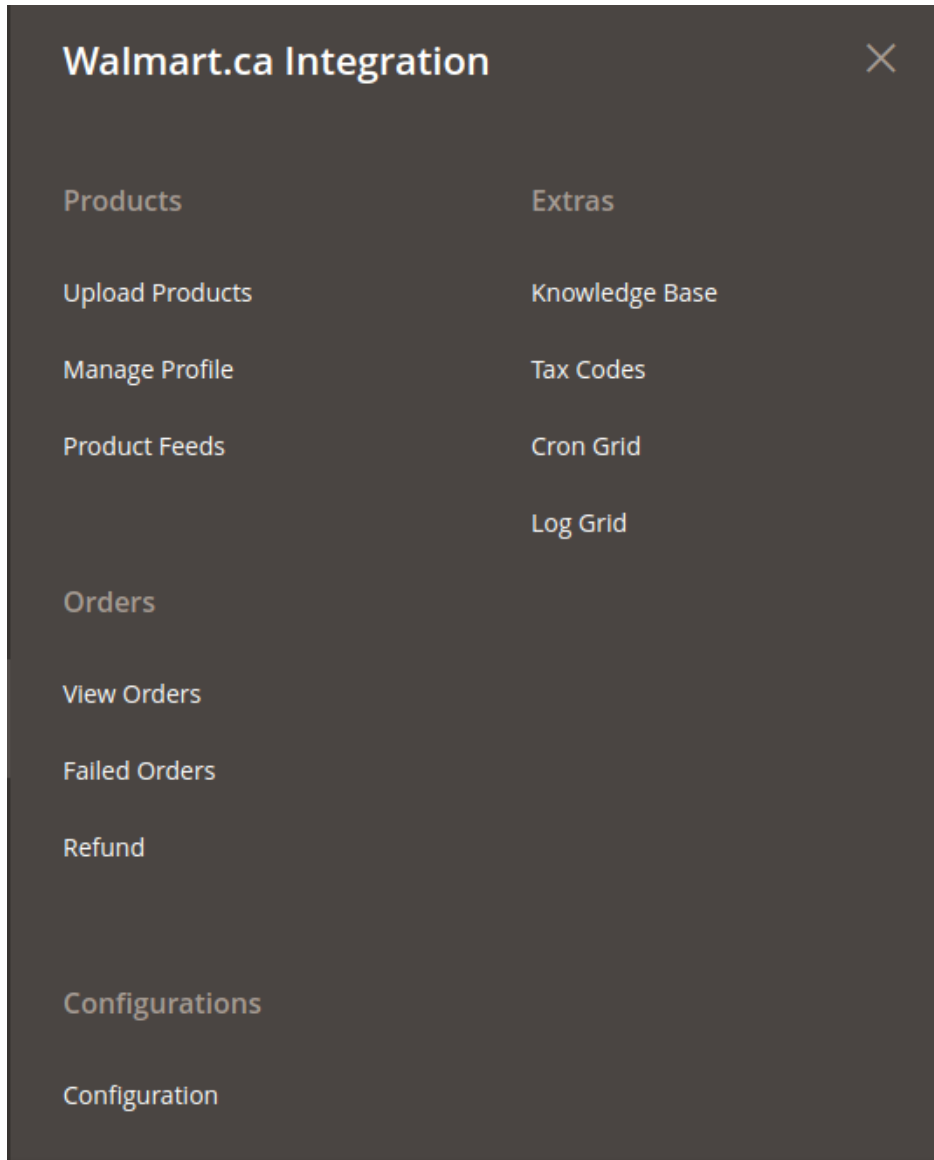 Walmart.ca Integration
Products
Upload Products
Manage Profile
Product Feeds
Orders
View Orders
Failed Orders
Refund
Configurations
Configuration
Extras
Knowledge Base
Tax Codes
Cron Grid
Log Grid